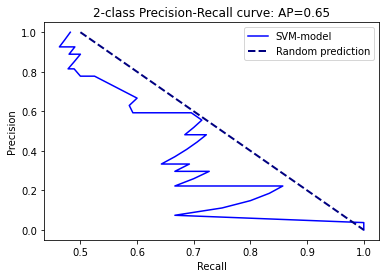 2-class Precision-Recall curve: AP=0.65
SVM-model
Random prediction
Precision
1.0
0.8
0.6
0.4
0.2
0.0
0.5
0.6
0.7
0.8
0.9
1.0
Recall